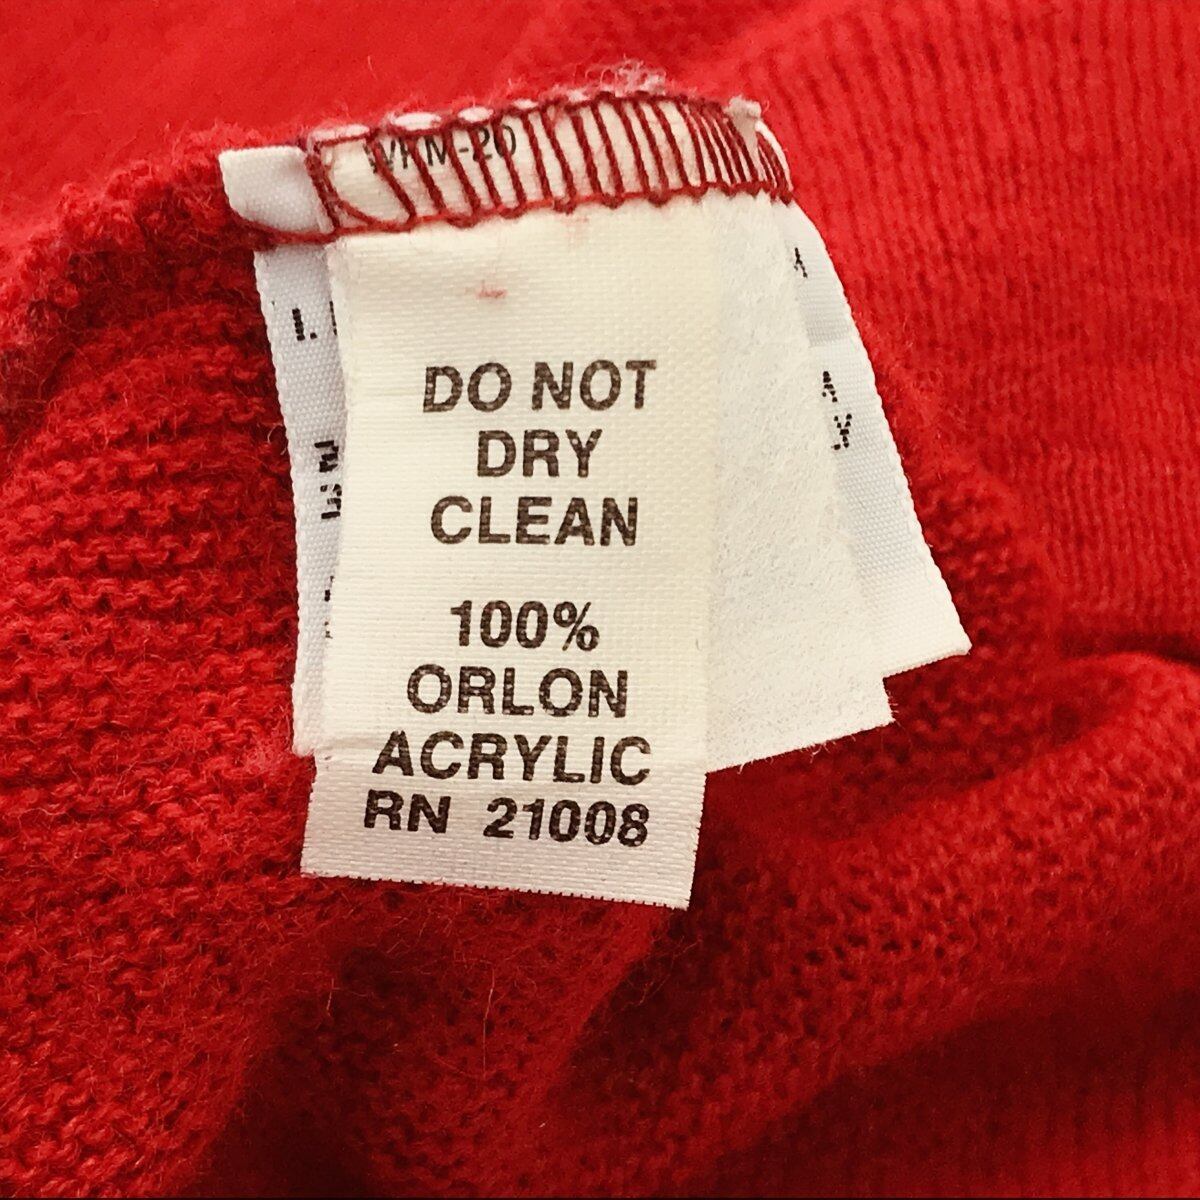 DO NOT
DRY
CLEAN
100%
ORLON
ACRYLIC
RN 21008